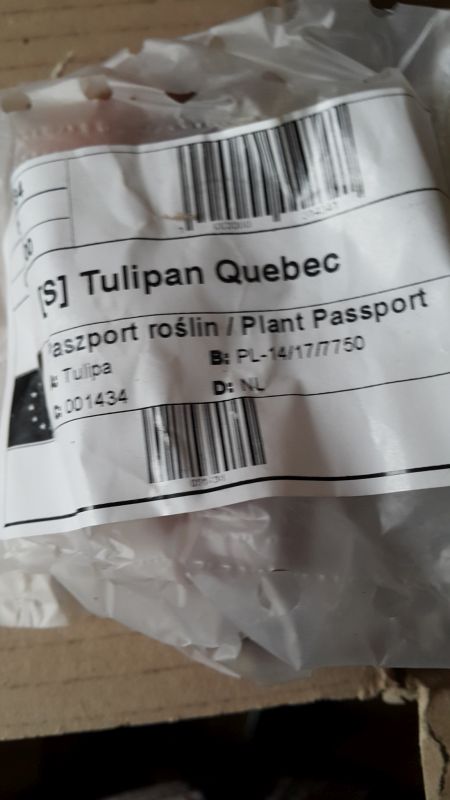 [S] Tulipan Quebec
aszport roślin / Plant Passport
Tulipa B: PL-14/17/7750
001434 D: NL